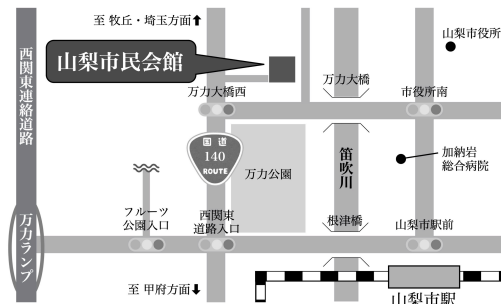 至 牧丘・埼玉方面
山梨市役所
西関東連絡道路
山梨市民会館
万力大橋
万力大橋西
市役所南
国道
140
ROUTE
笛吹川
加納岩
総合病院
万力公園
フルーツ
公園入口
西関東
道路入口
根津橋
山梨市駅前
万力ランプ
至 甲府方面
山梨市駅